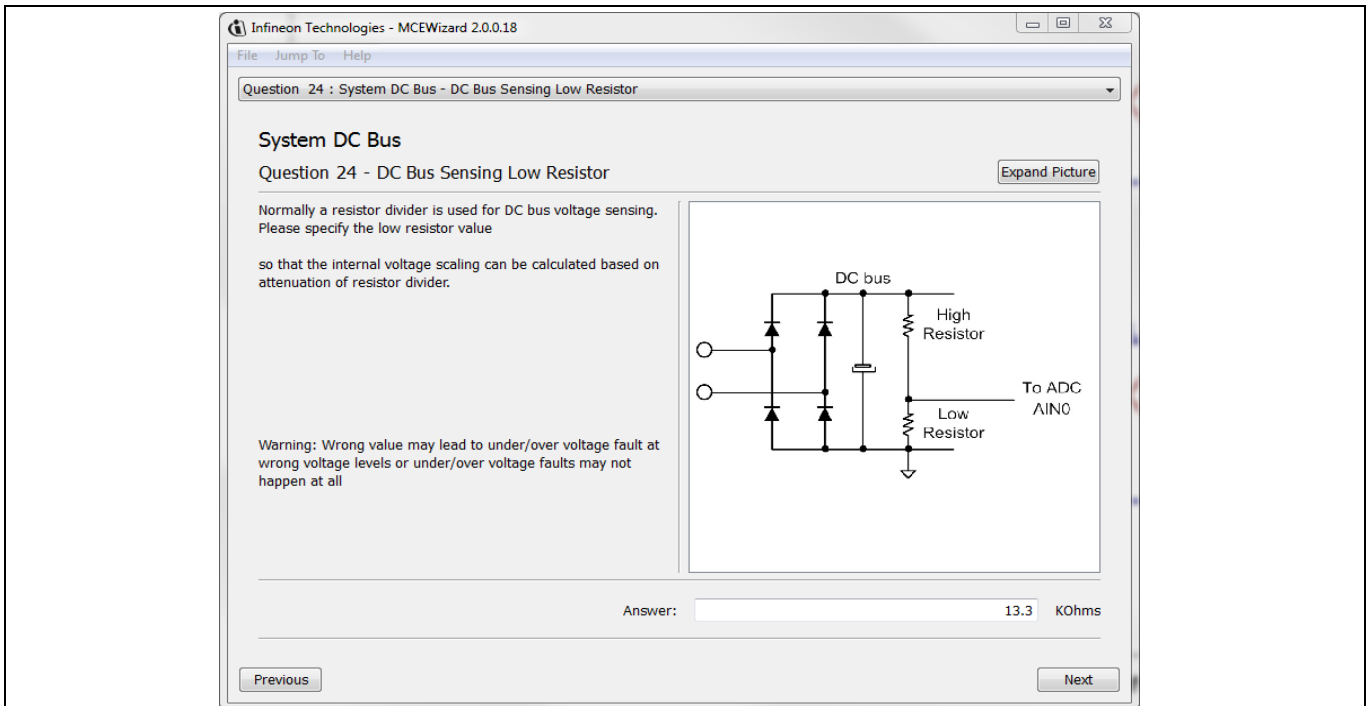 Infineon Technologies - MCEWizard 2.0.0.18
File Jump To Help
Question 24 : System DC Bus - DC Bus Sensing Low Resistor
System DC Bus
Question 24 - DC Bus Sensing Low Resistor
Expand Picture
Normally a resistor divider is used for DC bus voltage sensing.
Please specify the low resistor value
so that the internal voltage scaling can be calculated based on
attenuation of resistor divider.
Warning: Wrong value may lead to under/over voltage fault at
wrong voltage levels or under/over voltage faults may not
happen at all
DC bus
High
Resistor
To ADC
AIN0
Low
Resistor
Answer: 13.3 KOhms
Previous Next